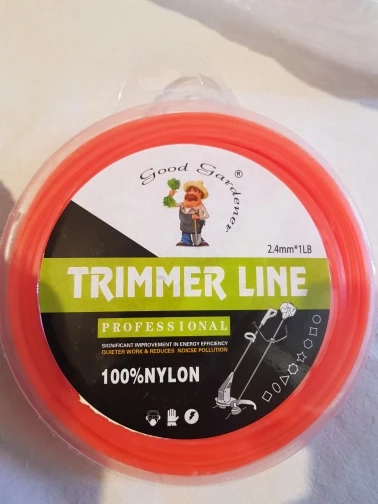 Good Gardener®
2.4mm*1LB
TRIMMER LINE
PROFESSIONAL
SIGNIFICANT IMPROVEMENT IN ENERGY EFFICIENCY
QUIETER WORK & REDUCES NOICSE POLLUTION
100%NYLON